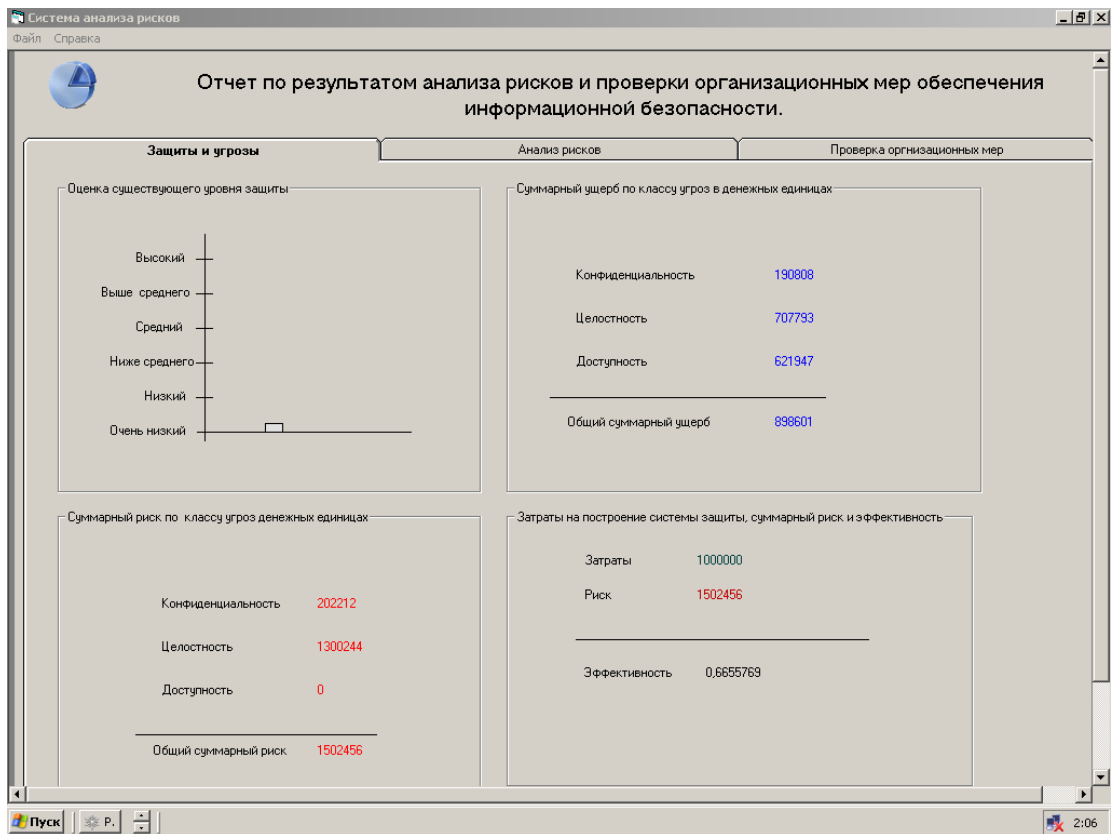 Система анализа рисков
Файл Справка
Отчет по результатом анализа рисков и проверки организационных мер обеспечения
информационной безопасности.
Защиты и угрозы
Анализ рисков
Проверка оргнизационных мер
Оценка существующего уровня защиты
Высокий
Выше среднего
Средний
Ниже среднего
Низкий
Очень низкий
Суммарный ущерб по классу угроз в денежных единицах
Конфиденциальность 190808
Целостность 707793
Доступность 621947
Общий суммарный ущерб 898601
Суммарный риск по классу угроз денежных единицах
Конфиденциальность 202212
Целостность 1300244
Доступность 0
Общий суммарный риск 1502456
Затраты на построение системы защиты, суммарный риск и эффективность
Затраты 1000000
Риск 1502456
Эффективность 0,6655769
Пуск
Р.
2:06